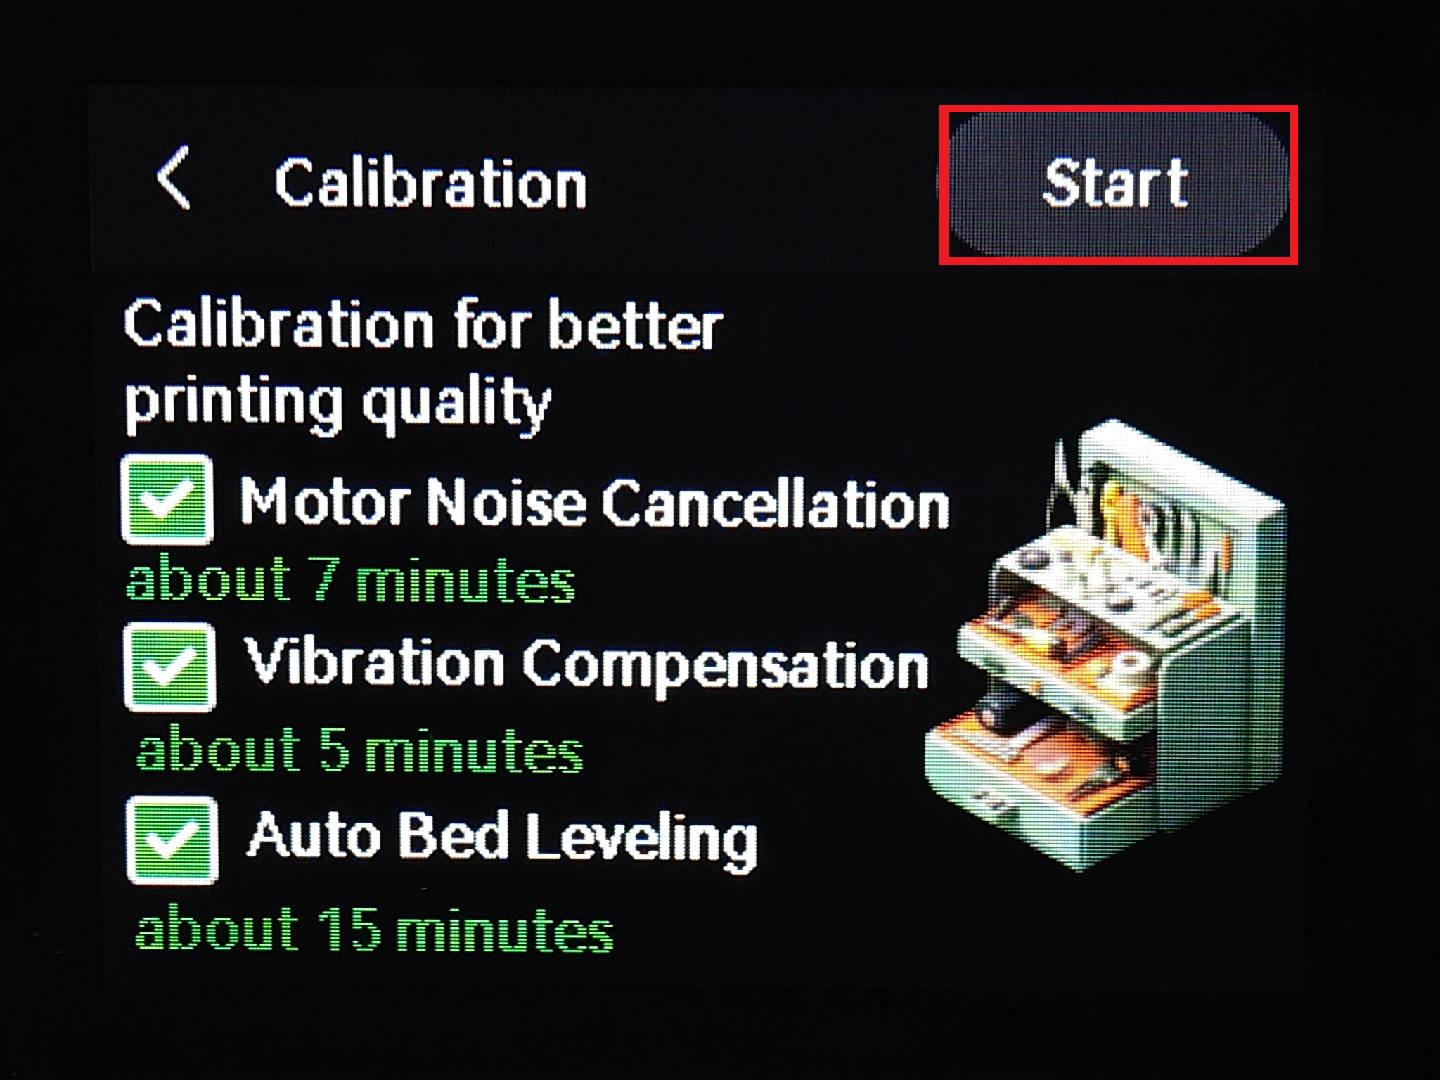 Calibration
Start
Calibration for better
printing quality
Motor Noise Cancellation
about 7 minutes
Vibration Compensation
about 5 minutes
Auto Bed Leveling
about 15 minutes